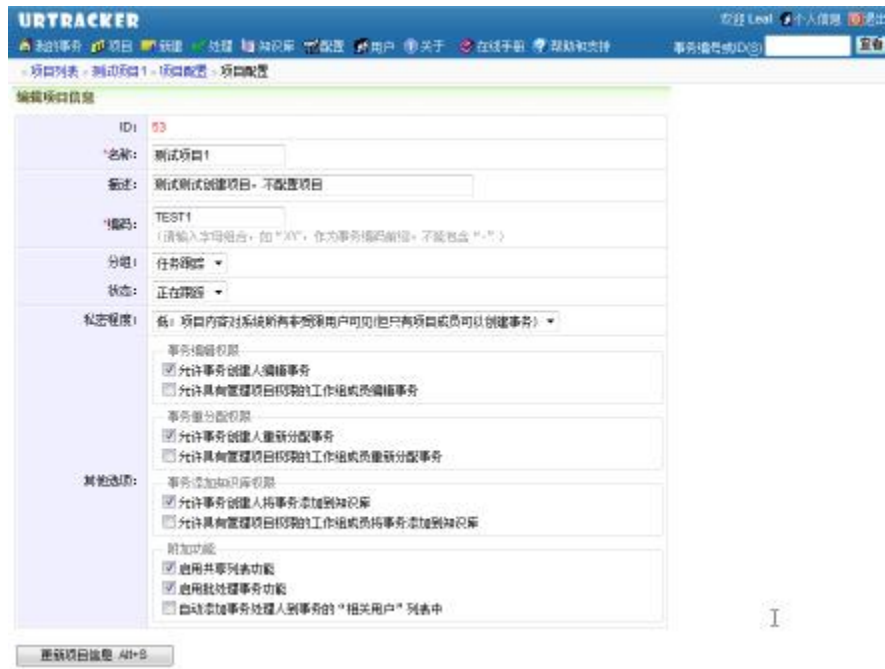 URTRACKER
欢迎 Leal 个人信息 退出
我的事务 项目 新建 处理 知识库 配置 用户 关于 在线手册 帮助和支持 事务编号或ID(S) 查看
项目列表 - 测试项目1 - 项目配置 - 项目配置
编辑项目信息
ID: 53
*名称: 测试项目1
描述: 测试测试创建项目,不配置项目
*编码: TEST1
(请输入字母组合,如“XY”,作为事务编码前缀,不能包含“-”)
分组: 任务跟踪
状态: 正在跟踪
私密程度: 低:项目内容对系统所有非受限用户可见(但只有项目成员可以创建事务)
其他选项:
事务编辑权限
允许事务创建人编辑事务
允许具有管理项目权限的工作组成员编辑事务
事务重分配权限
允许事务创建人重新分配事务
允许具有管理项目权限的工作组成员重新分配事务
事务添加知识库权限
允许事务创建人将事务添加到知识库
允许具有管理项目权限的工作组成员将事务添加到知识库
附加功能
启用共享列表功能
启用批处理事务功能
自动添加事务处理人到事务的“相关用户”列表中
更新项目信息 Alt+S